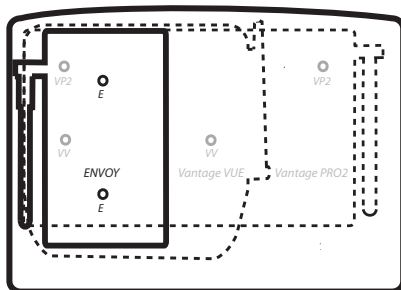 VP2
VP2
E
VV
VV
ENVOY
Vantage VUE
Vantage PRO2
E